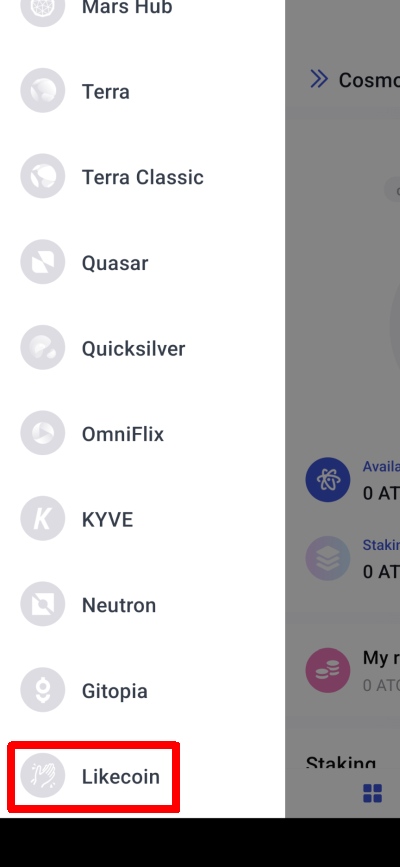 Mars Hub
Terra
Terra Classic
Quasar
Quicksilver
OmniFlix
KYVE
Neutron
Gitopia
Likecoin
Cosmo
Availa
0 AT
Stakin
0 AT
My r
0 ATO
Staking